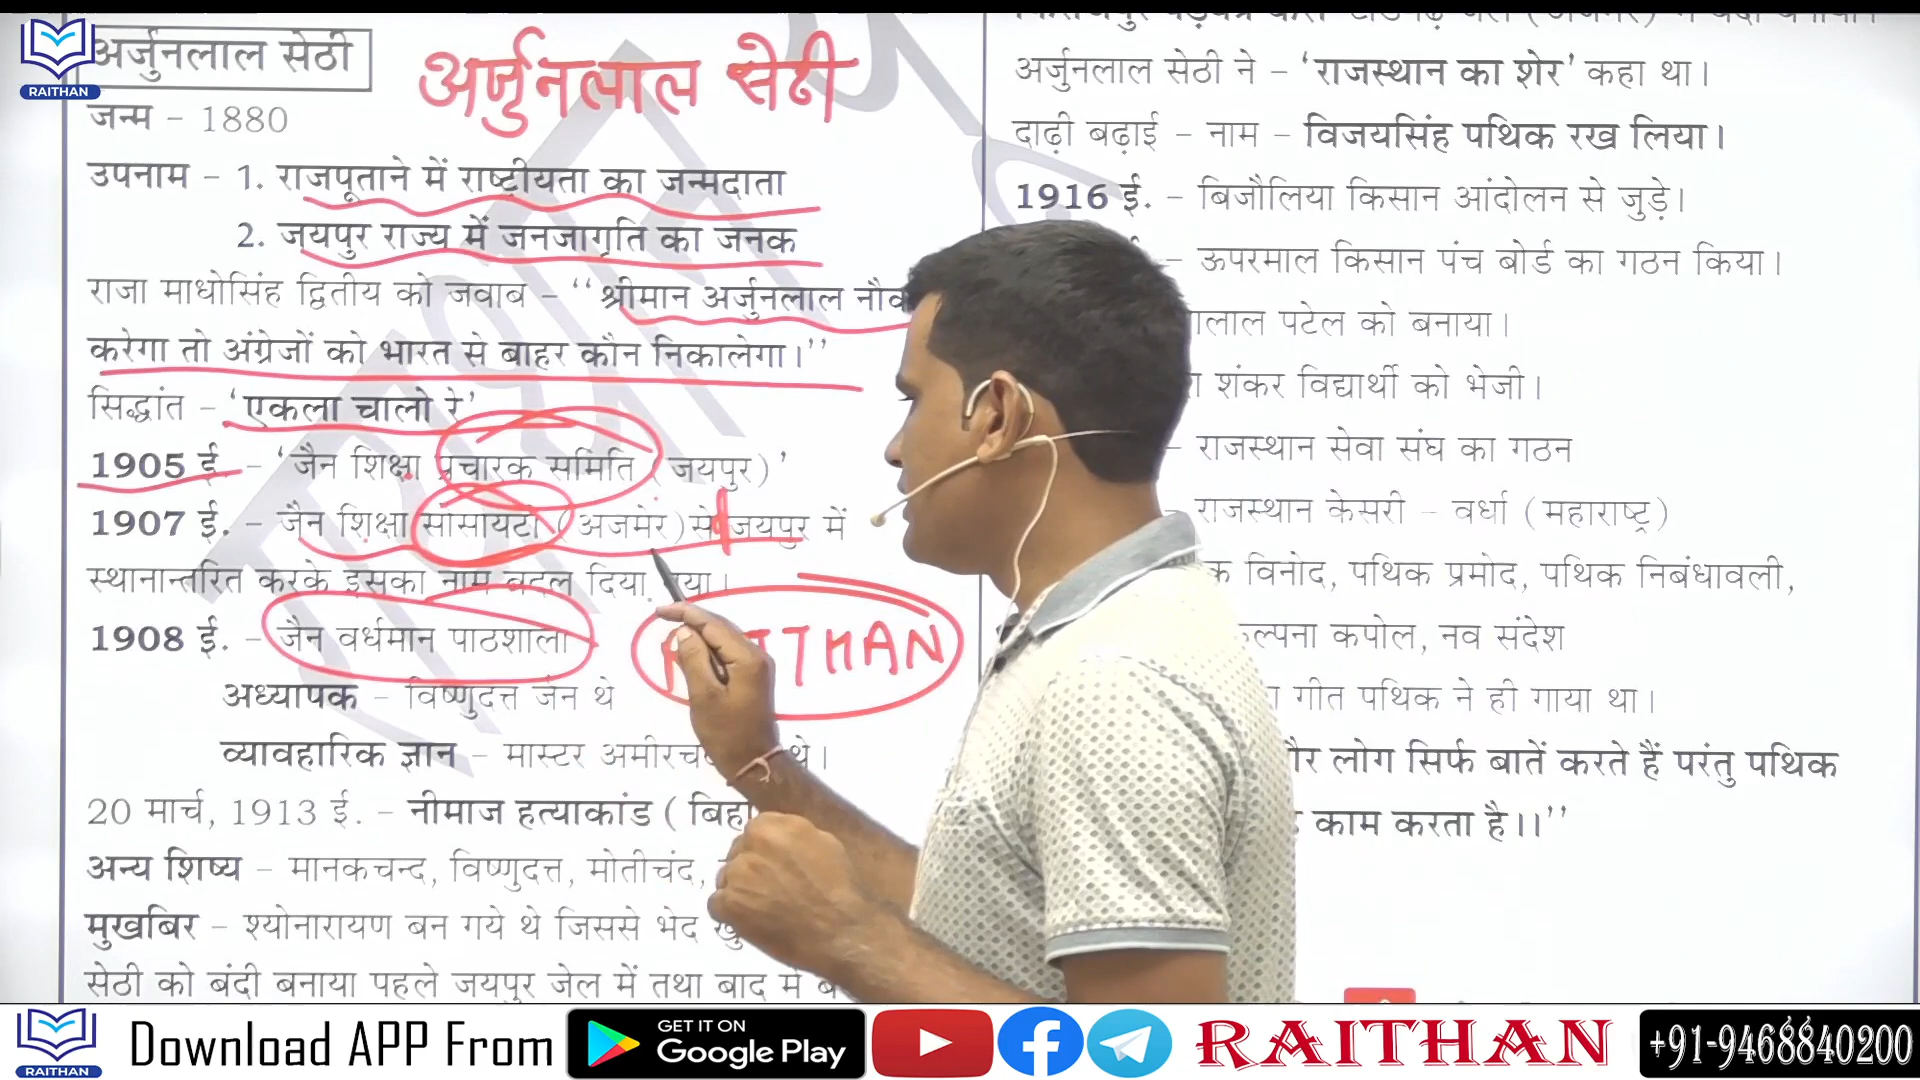 RAITHAN
अर्जुनलाल सेठी
अर्जुनलाल सेठी
जन्म – 1880
उपनाम – 1. राजपूताने में राष्ट्रीयता का जन्मदाता
2. जयपुर राज्य में जनजागृति का जनक
राजा माधोसिंह द्वितीय को जवाब – ‘‘श्रीमान अर्जुनलाल
करेगा तो अंग्रेजों को भारत से बाहर कौन निकालेगा।’’
सिद्धांत – ‘एकला चालो रे’
1905 ई. – ‘जैन शिक्षा प्रचारक समिति (जयपुर)’
1907 ई. – जैन शिक्षा सोसायटी (अजमेर) से जयपुर में
स्थानान्तरित करके इसका नाम बदल दिया गया।
1908 ई. – जैन वर्धमान पाठशाला
RAITHAN
अध्यापक – विष्णुदत्त जैन थे
व्यावहारिक ज्ञान – मास्टर थे।
20 मार्च, 1913 ई. – नीमाज हत्याकांड (
अन्य शिष्य – मानकचन्द, विष्णुदत्त, मोतीचंद,
मुखबिर – श्योनारायण बन गये थे जिससे भेद
सेठी को बंदी बनाया पहले जयपुर जेल में तथा बाद में
अर्जुनलाल सेठी ने – ‘राजस्थान का शेर’ कहा था।
दाढ़ी बढ़ाई – नाम – विजयसिंह पथिक रख लिया।
1916 ई. – बिजौलिया किसान आंदोलन से जुड़े।
– ऊपरमाल किसान पंच बोर्ड का गठन किया।
पटेल को बनाया।
शंकर विद्यार्थी को भेजी।
– राजस्थान सेवा संघ का गठन
– राजस्थान केसरी – वर्धा (महाराष्ट्र)
विनोद, पथिक प्रमोद, पथिक निबंधावली,
कपोल, नव संदेश
गीत पथिक ने ही गाया था।
लोग सिर्फ बातें करते हैं परंतु पथिक
काम करता है।।’’
RAITHAN
Download APP From
GET IT ON
Google Play
RAITHAN
+91-9468840200